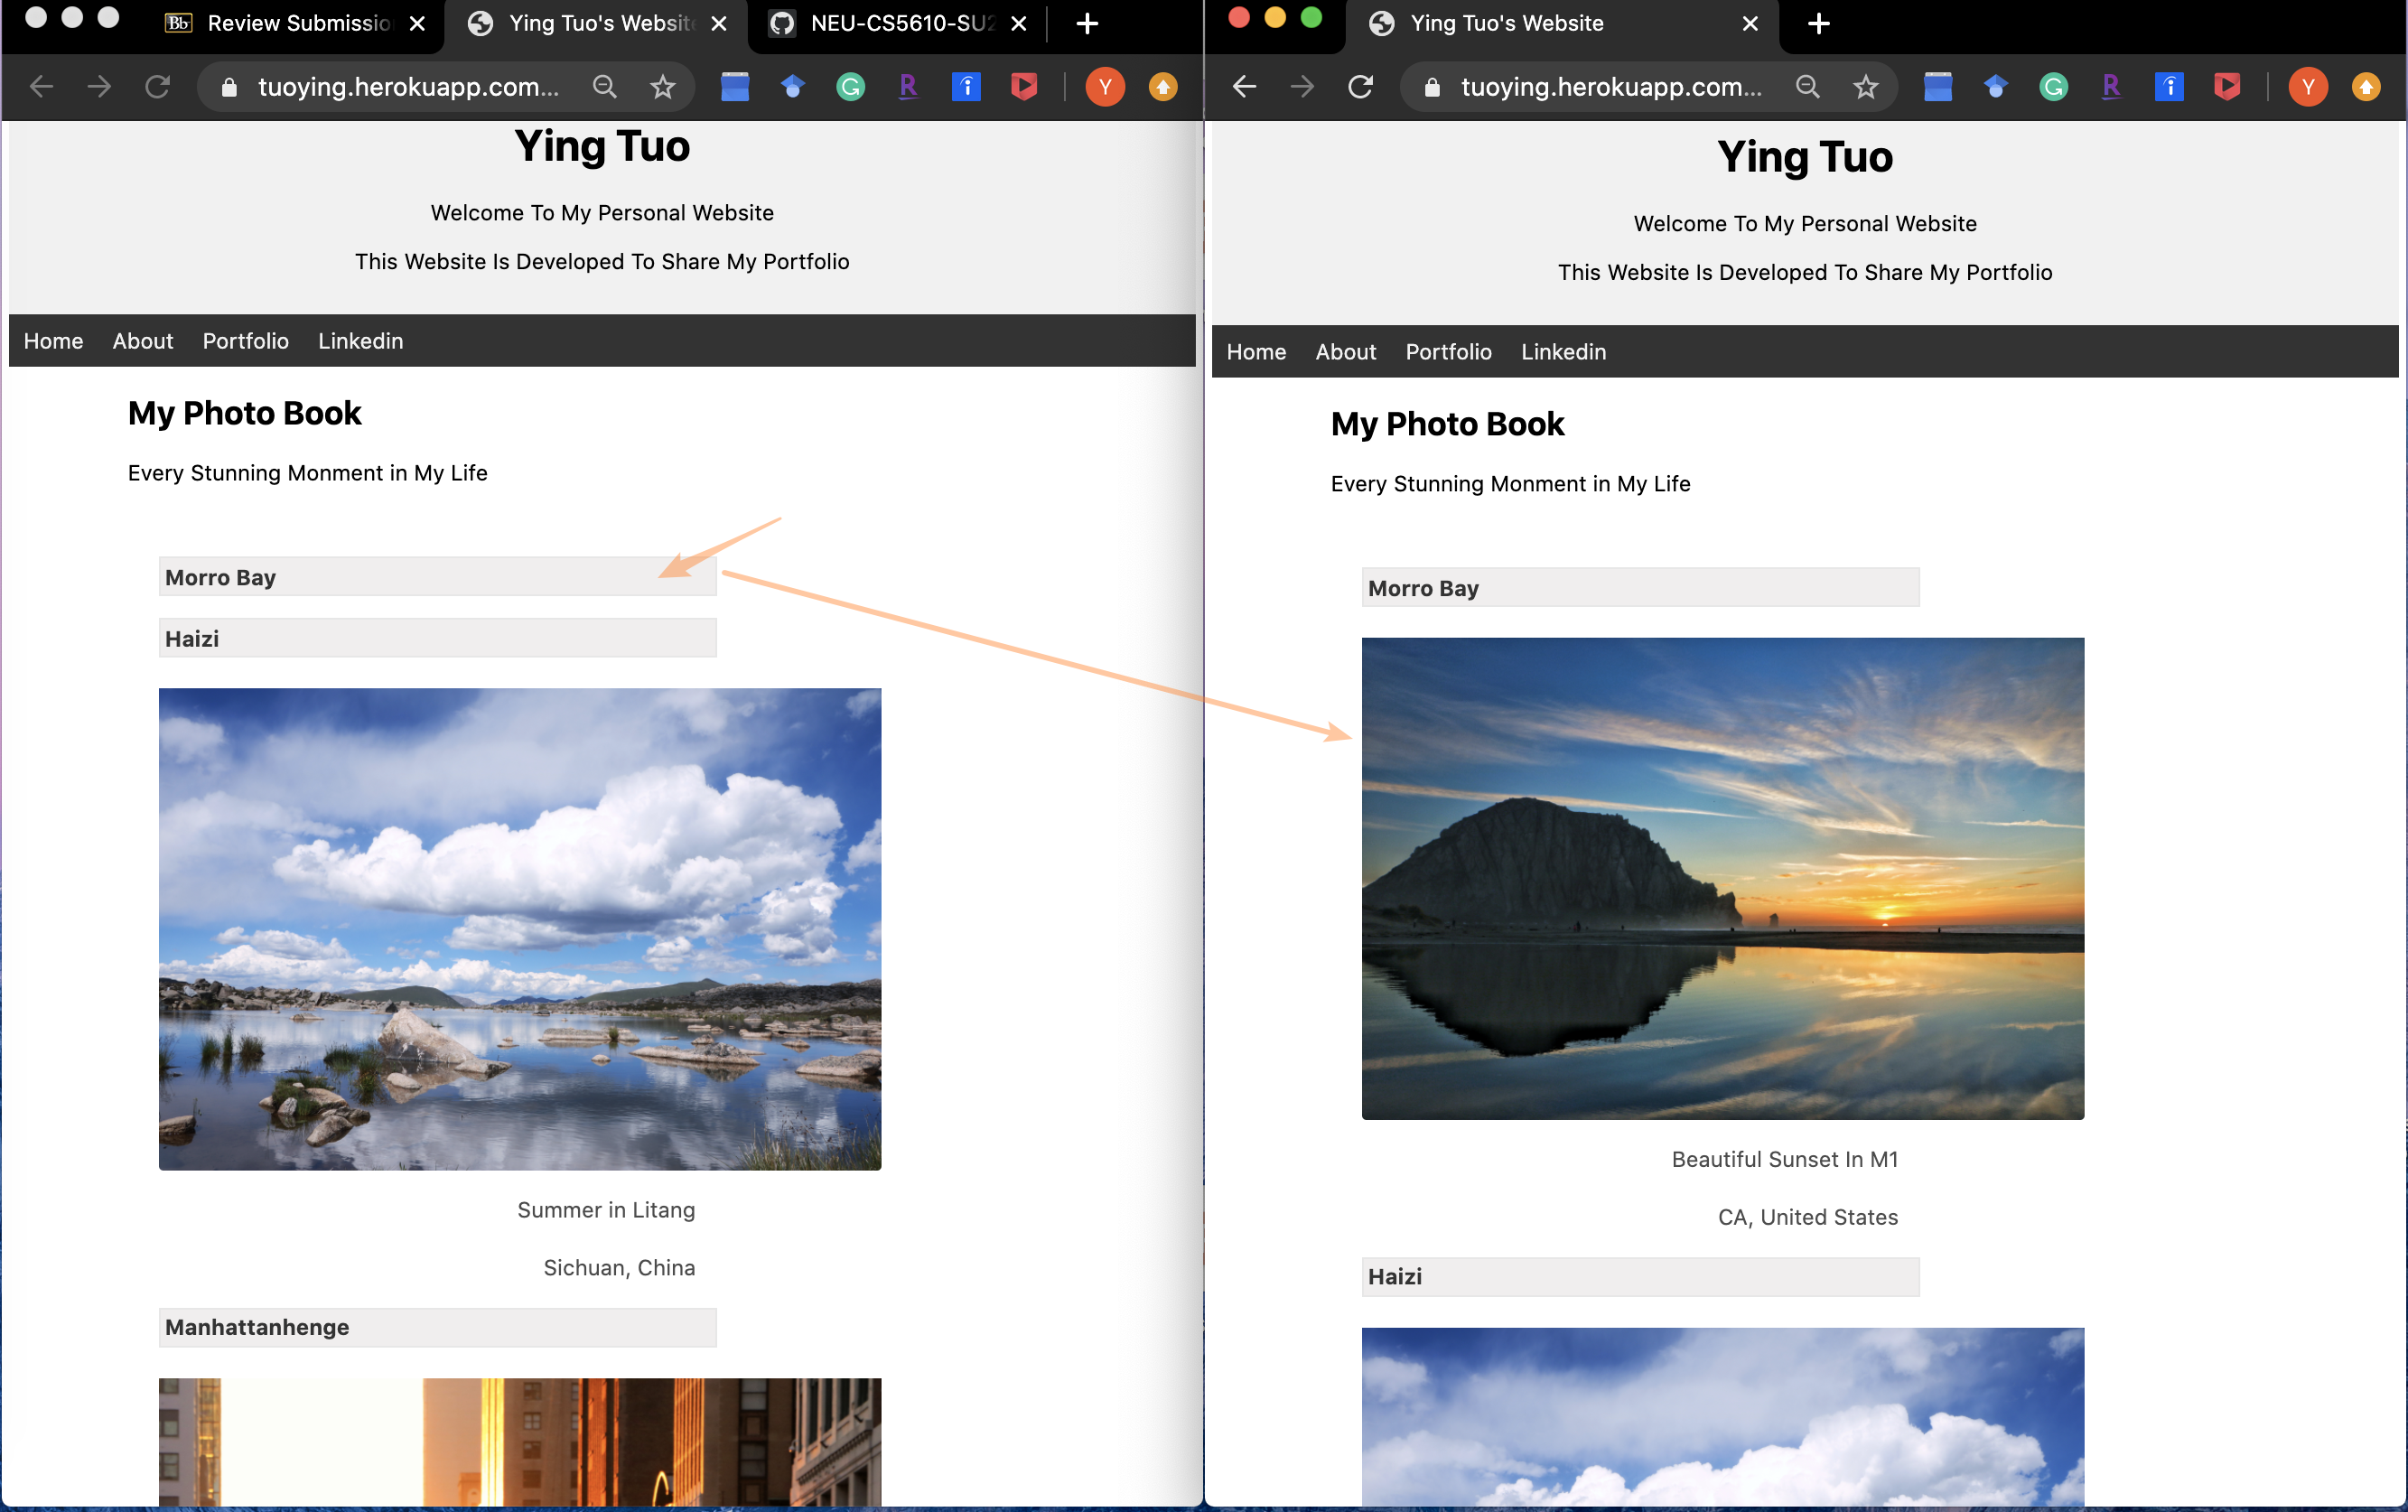 Bb Review Submissio
Ying Tuo's Websit
NEU-CS5610-SU2
tuoying.herokuapp.com...
Y
Ying Tuo
Welcome To My Personal Website
This Website Is Developed To Share My Portfolio
Home About Portfolio Linkedin
My Photo Book
Every Stunning Monment in My Life
Morro Bay
Haizi
Summer in Litang
Sichuan, China
Manhattanhenge
Ying Tuo's Website
tuoying.herokuapp.com...
R
Y
Ying Tuo
Welcome To My Personal Website
This Website Is Developed To Share My Portfolio
Home About Portfolio Linkedin
My Photo Book
Every Stunning Monment in My Life
Morro Bay
Beautiful Sunset In M1
CA, United States
Haizi